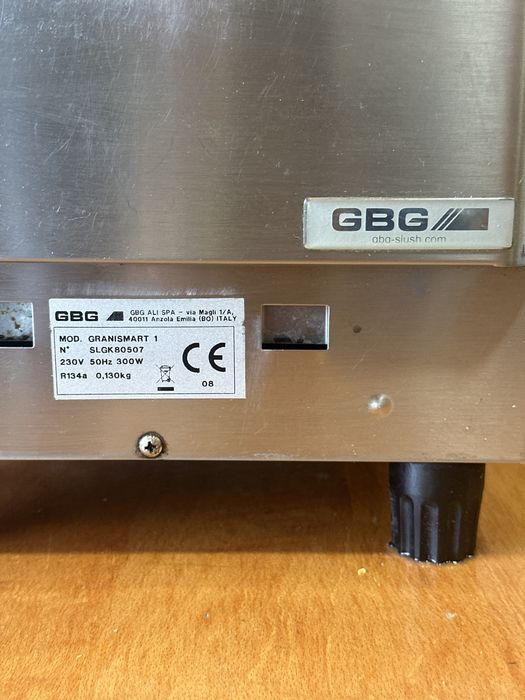 GBG
gbg-slush.com
GBG
GBG ALI SPA - via Magli 1/A,
40011 Anzola Emilia (BO) ITALY
MOD. GRANISMART 1
N° SLGK80507
230V 50Hz 300W
R134a 0,130kg
CE
08